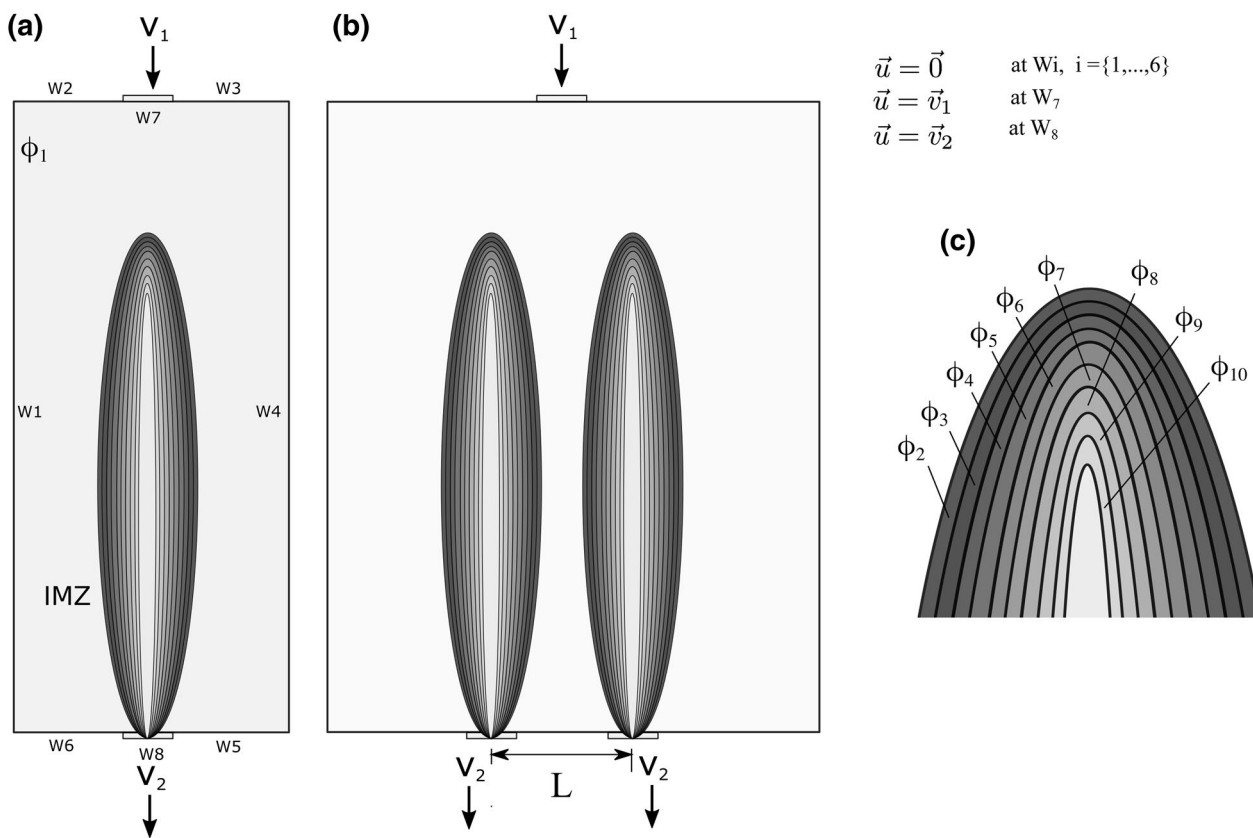 (a)
V₁
W2
W3
W7
ϕ₁
W1
W4
IMZ
W6
W8
W5
V₂
(b)
V₁
V₂
V₂
L
u⃗ = 0⃗ at Wi, i ={1,...,6}
u⃗ = v⃗₁ at W₇
u⃗ = v⃗₂ at W₈
(c)
ϕ₇
ϕ₈
ϕ₆
ϕ₉
ϕ₅
ϕ₁₀
ϕ₄
ϕ₃
ϕ₂